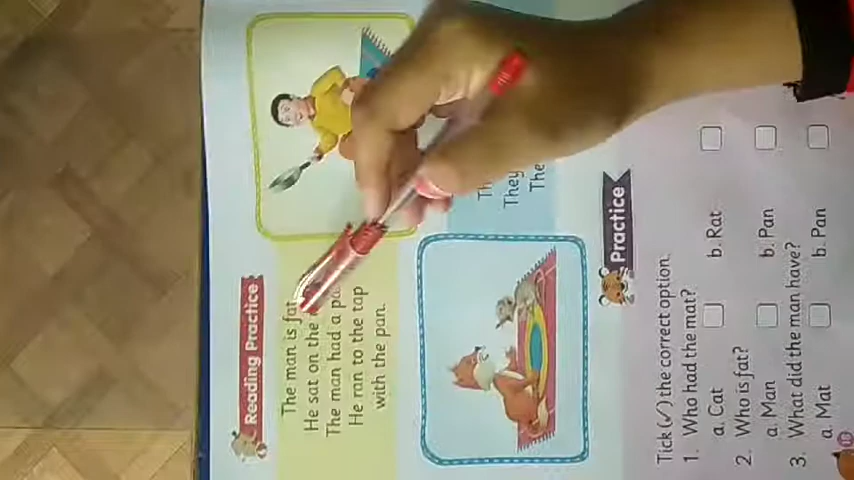 Reading Practice
The man is fat.
He sat on the
The man had a
He ran to the tap
with the pan.
They
The
Practice
Tick(✓) the correct option.
1. Who had the mat?
a. Cat
b. Rat
2. Who is fat?
a. Man
b. Pan
3. What did the man have?
a. Mat
b. Pan